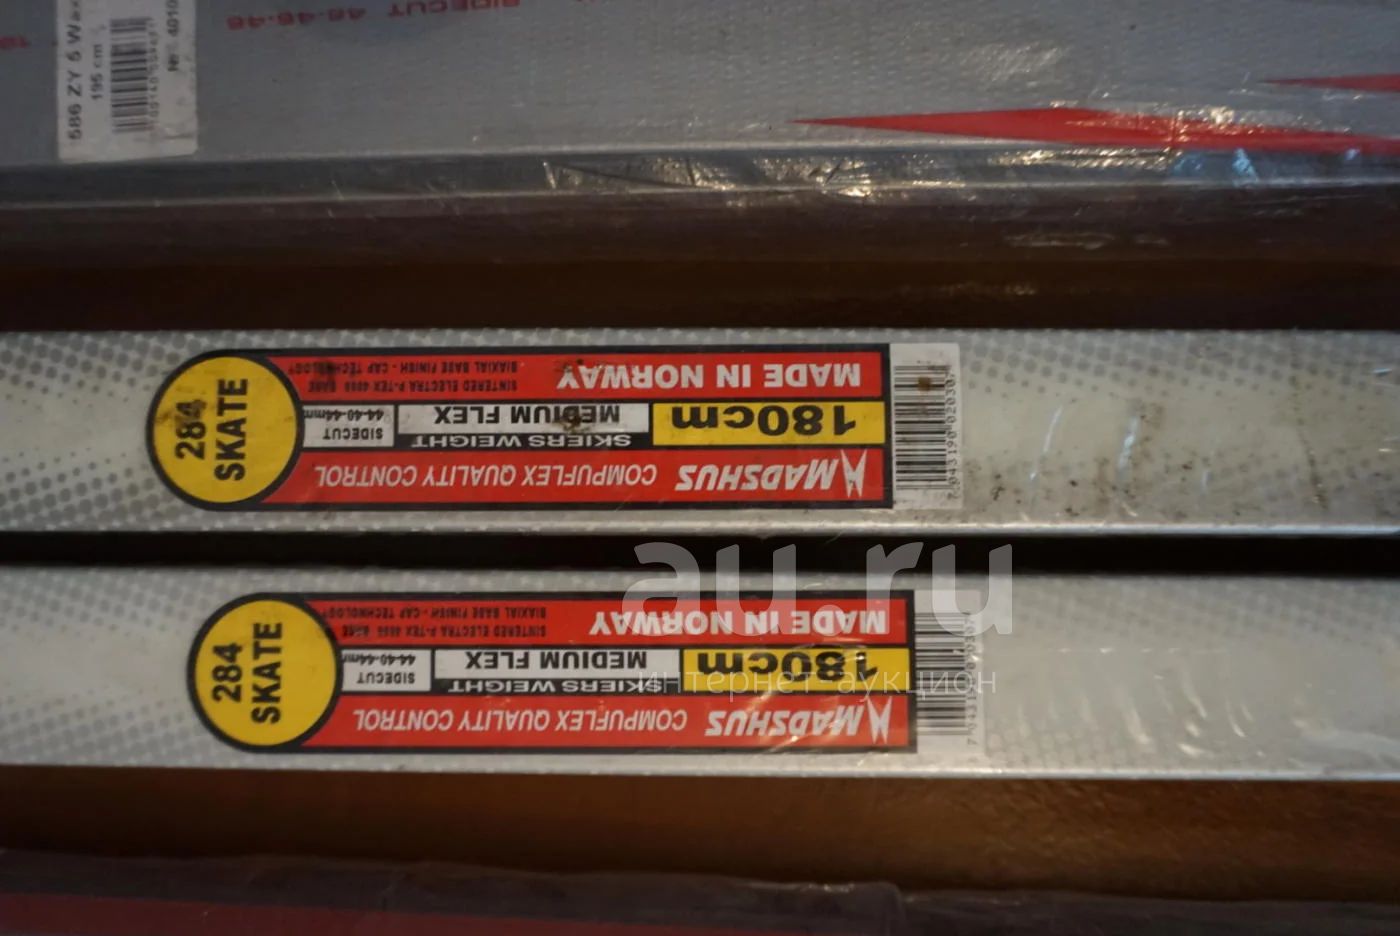 586 ZY 5 Wax
195 cm
SIDECUT 46-46-46
284
SKATE
MADSHUS COMPUFLEX QUALITY CONTROL
180cm
SKIERS WEIGHT
MEDIUM FLEX
SIDECUT
44-40-44mm
MADE IN NORWAY
SINTERED ELECTRA P-TEX 4000 BASE
BIAXIAL BASE FINISH - CAP TECHNOLOGY
284
SKATE
MADSHUS COMPUFLEX QUALITY CONTROL
180cm
SKIERS WEIGHT
MEDIUM FLEX
SIDECUT
44-40-44mm
MADE IN NORWAY
SINTERED ELECTRA P-TEX 4000 BASE
BIAXIAL BASE FINISH - CAP TECHNOLOGY
au.ru
интернет-аукцион